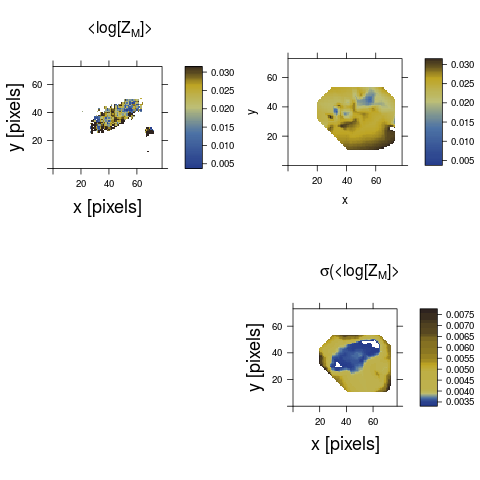 <log[Z_M]>
60
40
20
20 40 60
y [pixels]
x [pixels]
0.030
0.025
0.020
0.015
0.010
0.005
60
40
20
20 40 60
y
x
0.030
0.025
0.020
0.015
0.010
0.005
σ(<log[Z_M]>
60
40
20
20 40 60
y [pixels]
x [pixels]
0.0075
0.0070
0.0065
0.0060
0.0055
0.0050
0.0045
0.0040
0.0035